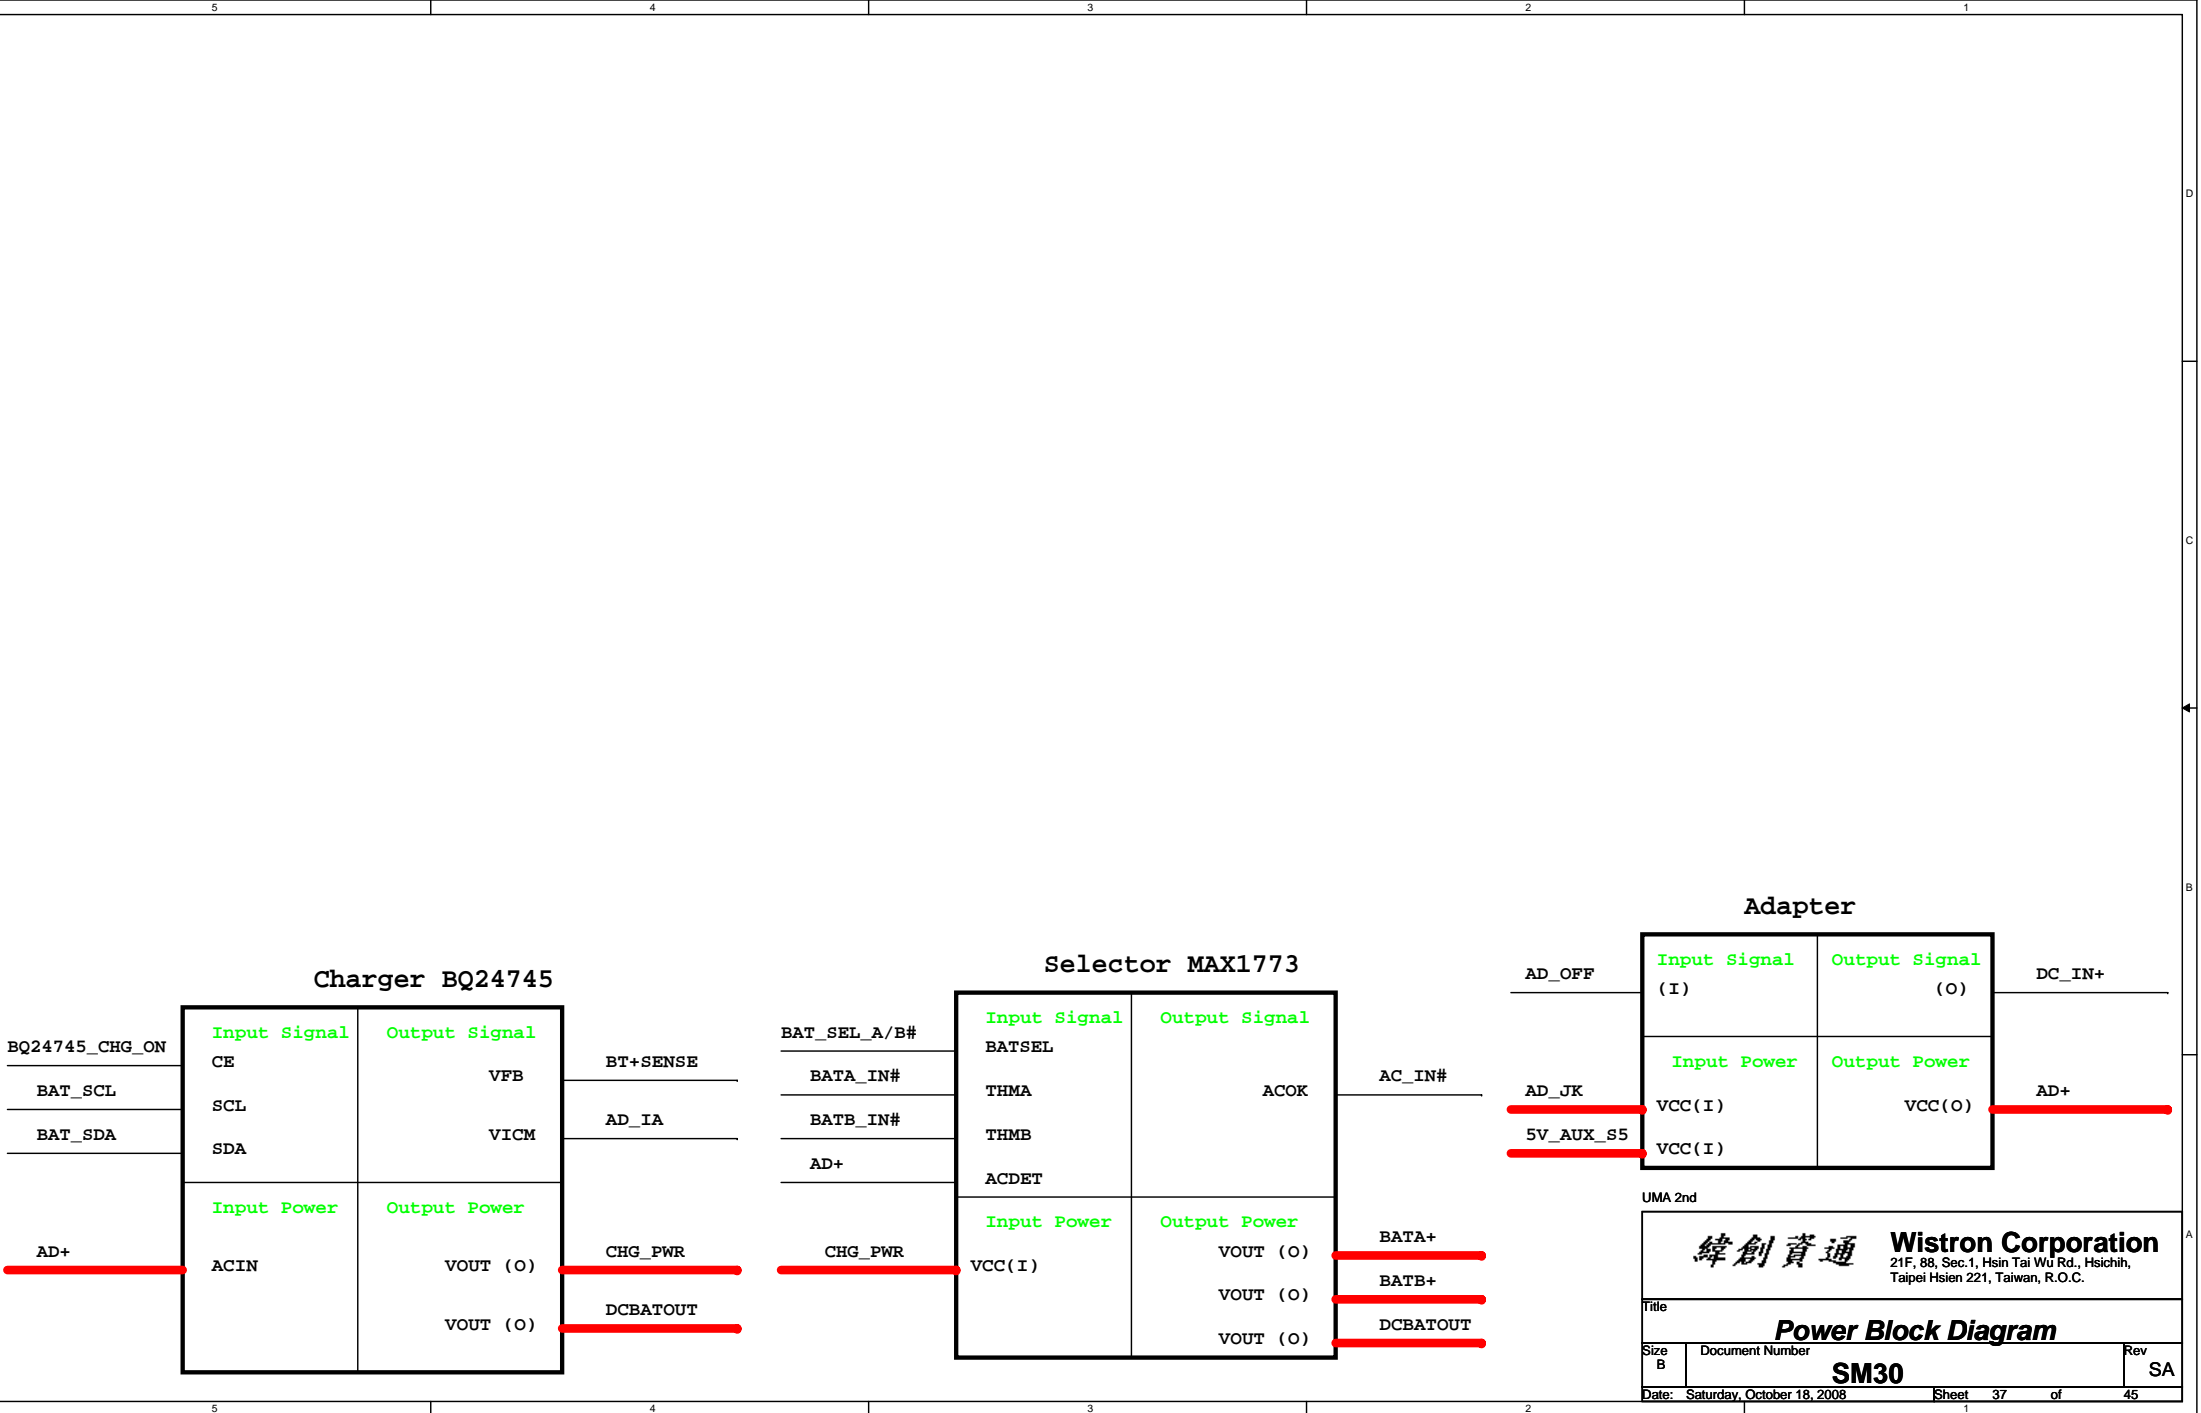 5 4 3 2 1
D
C
B
A
Charger BQ24745
Input Signal Output Signal
BQ24745_CHG_ON CE
VFB BT+SENSE
BAT_SCL SCL
VICM AD_IA
BAT_SDA SDA
Input Power Output Power
AD+ ACIN VOUT (O) CHG_PWR
VOUT (O) DCBATOUT
Selector MAX1773
Input Signal Output Signal
BAT_SEL_A/B# BATSEL
BATA_IN# THMA ACOK AC_IN#
BATB_IN# THMB
AD+ ACDET
Input Power Output Power
CHG_PWR VCC(I) VOUT (O) BATA+
VOUT (O) BATB+
VOUT (O) DCBATOUT
Adapter
Input Signal Output Signal
AD_OFF (I) (O) DC_IN+
Input Power Output Power
AD_JK VCC(I) VCC(O) AD+
5V_AUX_S5 VCC(I)
UMA 2nd
緯創資通 Wistron Corporation
21F, 88, Sec.1, Hsin Tai Wu Rd., Hsichih,
Taipei Hsien 221, Taiwan, R.O.C.
Title
Power Block Diagram
Size Document Number Rev
B SM30 SA
Date: Saturday, October 18, 2008 Sheet 37 of 45
5 4 3 2 1